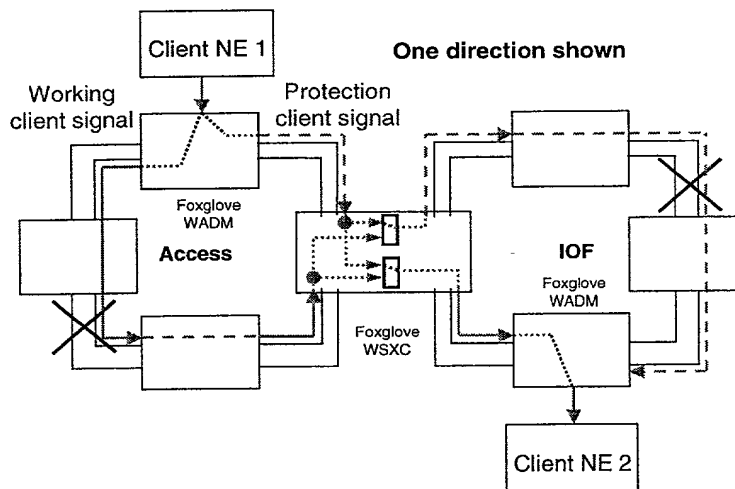 Client NE 1
One direction shown
Working
client signal
Protection
client signal
Foxglove
WADM
Access
IOF
Foxglove
WADM
Foxglove
WSXC
Client NE 2